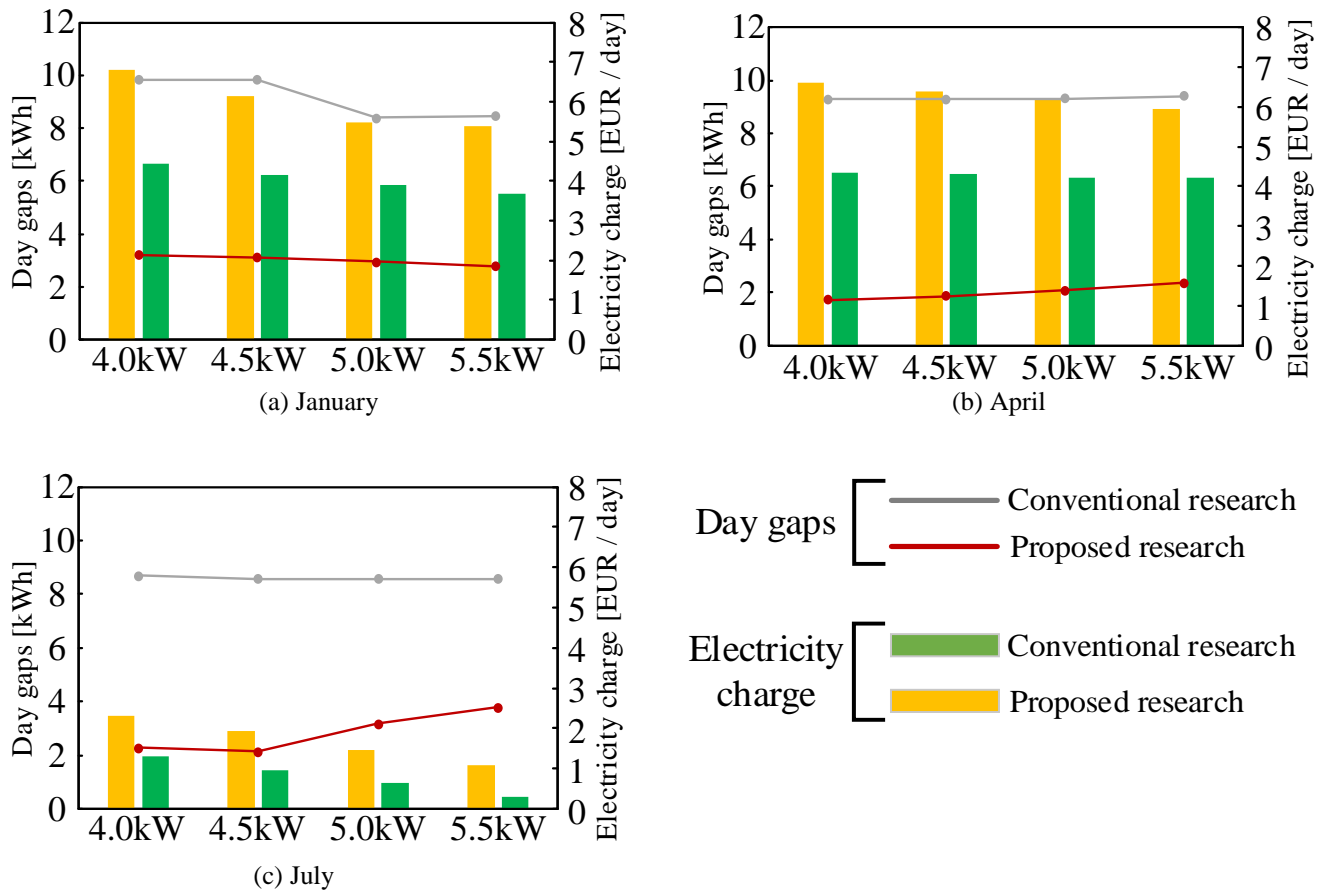 Day gaps [kWh]
12
10
8
6
4
2
0
8
7
6
5
4
3
2
1
0
Electricity charge [EUR / day]
4.0kW 4.5kW 5.0kW 5.5kW
(a) January
Day gaps [kWh]
12
10
8
6
4
2
0
8
7
6
5
4
3
2
1
0
Electricity charge [EUR / day]
4.0kW 4.5kW 5.0kW 5.5kW
(b) April
Day gaps [kWh]
12
10
8
6
4
2
0
8
7
6
5
4
3
2
1
0
Electricity charge [EUR / day]
4.0kW 4.5kW 5.0kW 5.5kW
(c) July
Day gaps
Conventional research
Proposed research
Electricity
charge
Conventional research
Proposed research